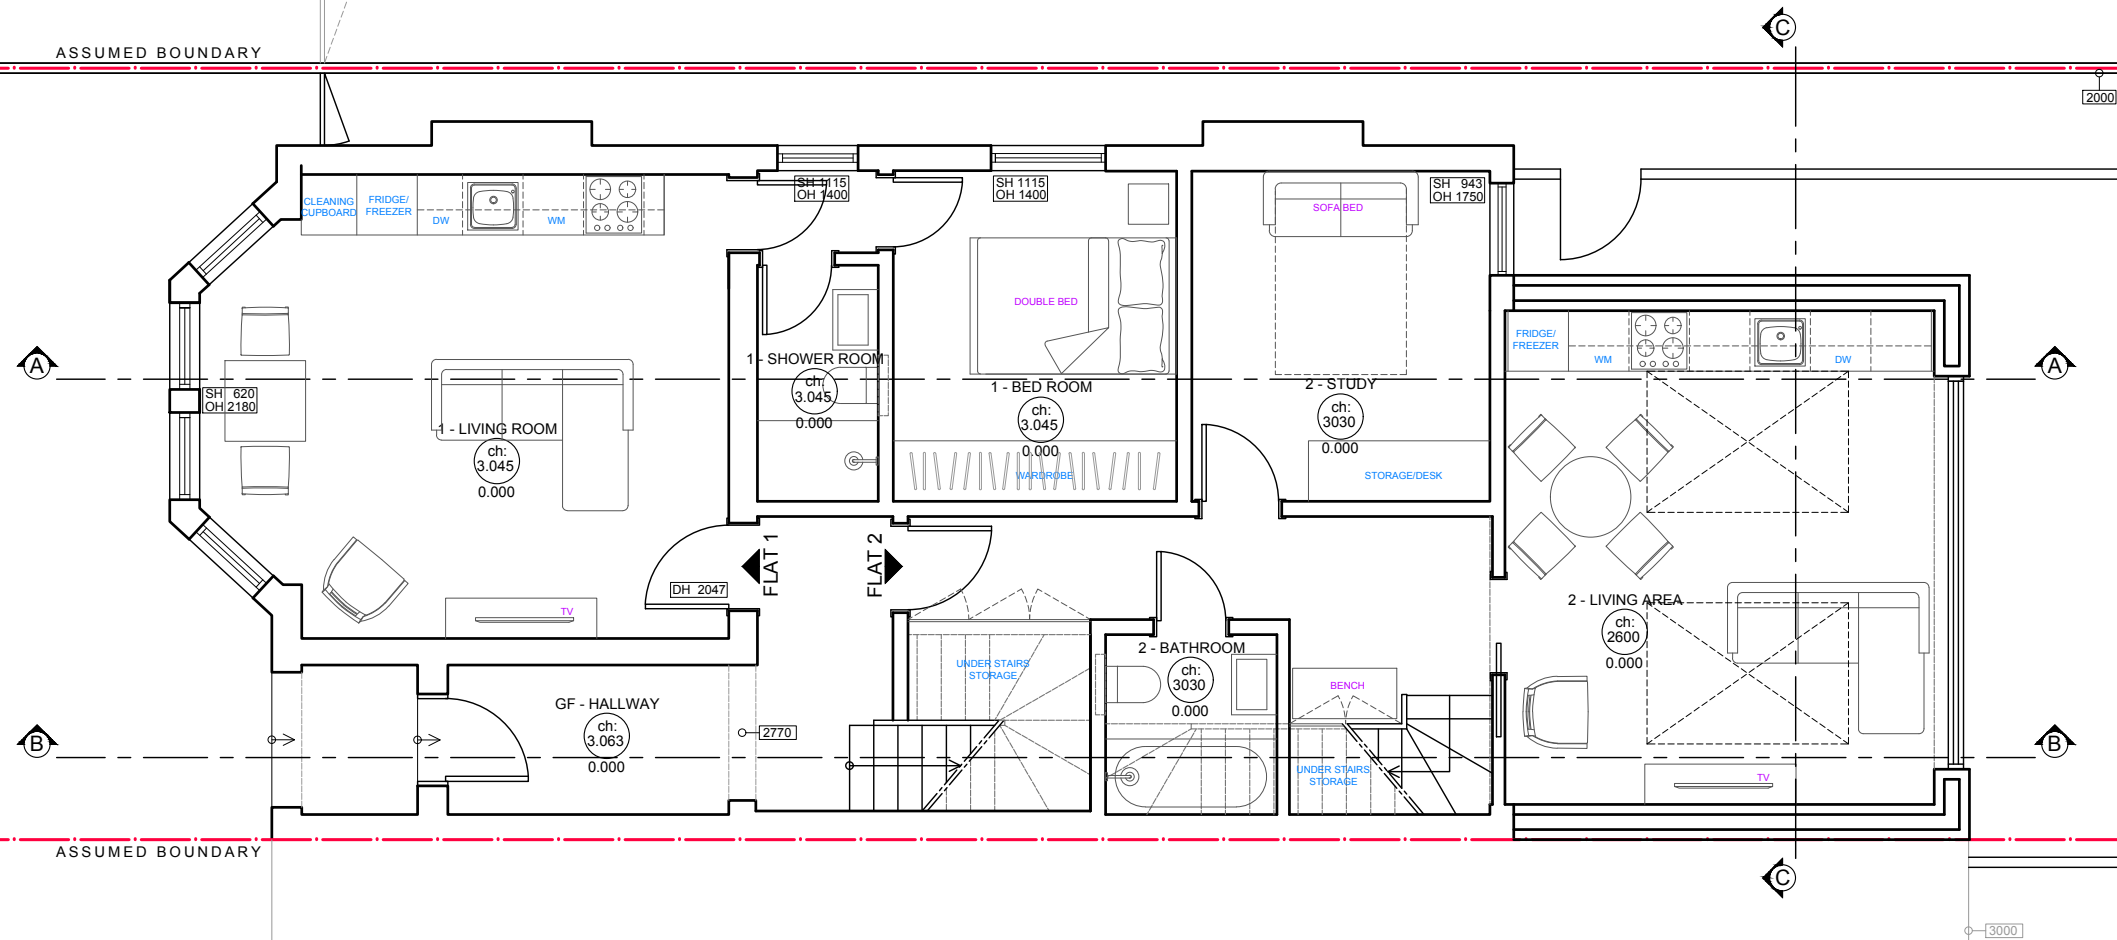 C
ASSUMED BOUNDARY
2000
CLEANING
CUPBOARD
FRIDGE/
FREEZER
DW
WM
SH 1115
OH 1400
SH 1115
OH 1400
SOFA BED
SH 943
OH 1750
DOUBLE BED
FRIDGE/
FREEZER
WM
DW
A
A
SH 620
OH 2180
1 - LIVING ROOM
ch:
3.045
0.000
1 - SHOWER ROOM
ch:
3.045
0.000
1 - BED ROOM
ch:
3.045
0.000
WARDROBE
2 - STUDY
ch:
3030
0.000
STORAGE/DESK
FLAT 1
FLAT 2
DH 2047
TV
2 - LIVING AREA
ch:
2600
0.000
UNDER STAIRS
STORAGE
2 - BATHROOM
ch:
3030
0.000
BENCH
GF - HALLWAY
ch:
3.063
0.000
2770
B
B
UNDER STAIRS
STORAGE
TV
ASSUMED BOUNDARY
C
3000